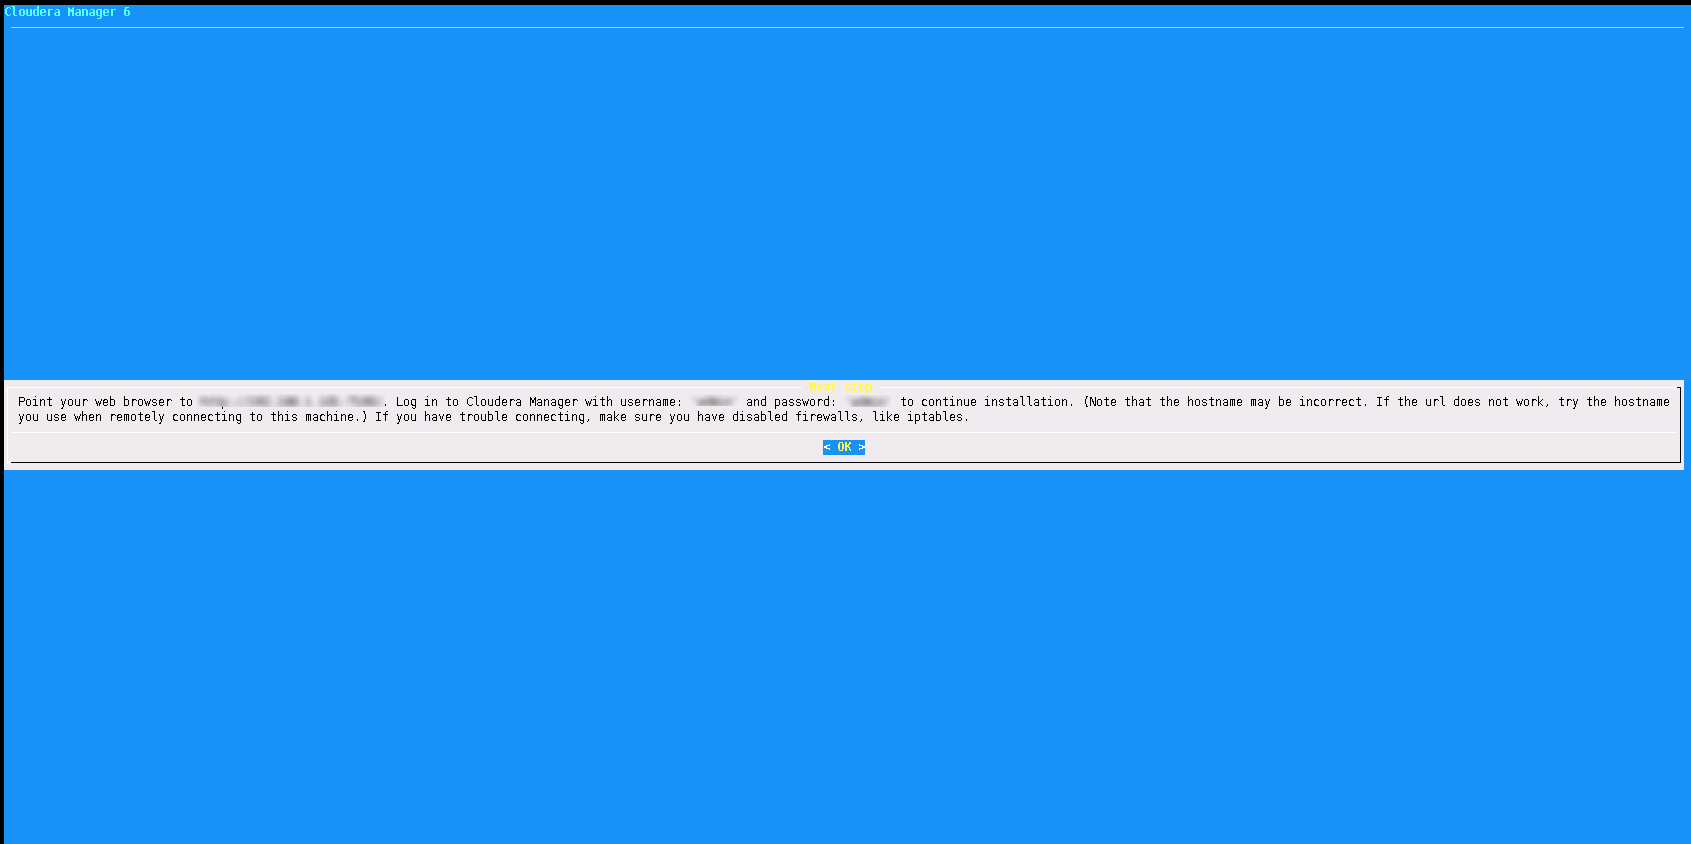 Cloudera Manager 6
Next step
Point your web browser to . Log in to Cloudera Manager with username: and password: to continue installation. (Note that the hostname may be incorrect. If the url does not work, try the hostname
you use when remotely connecting to this machine.) If you have trouble connecting, make sure you have disabled firewalls, like iptables.
< OK >